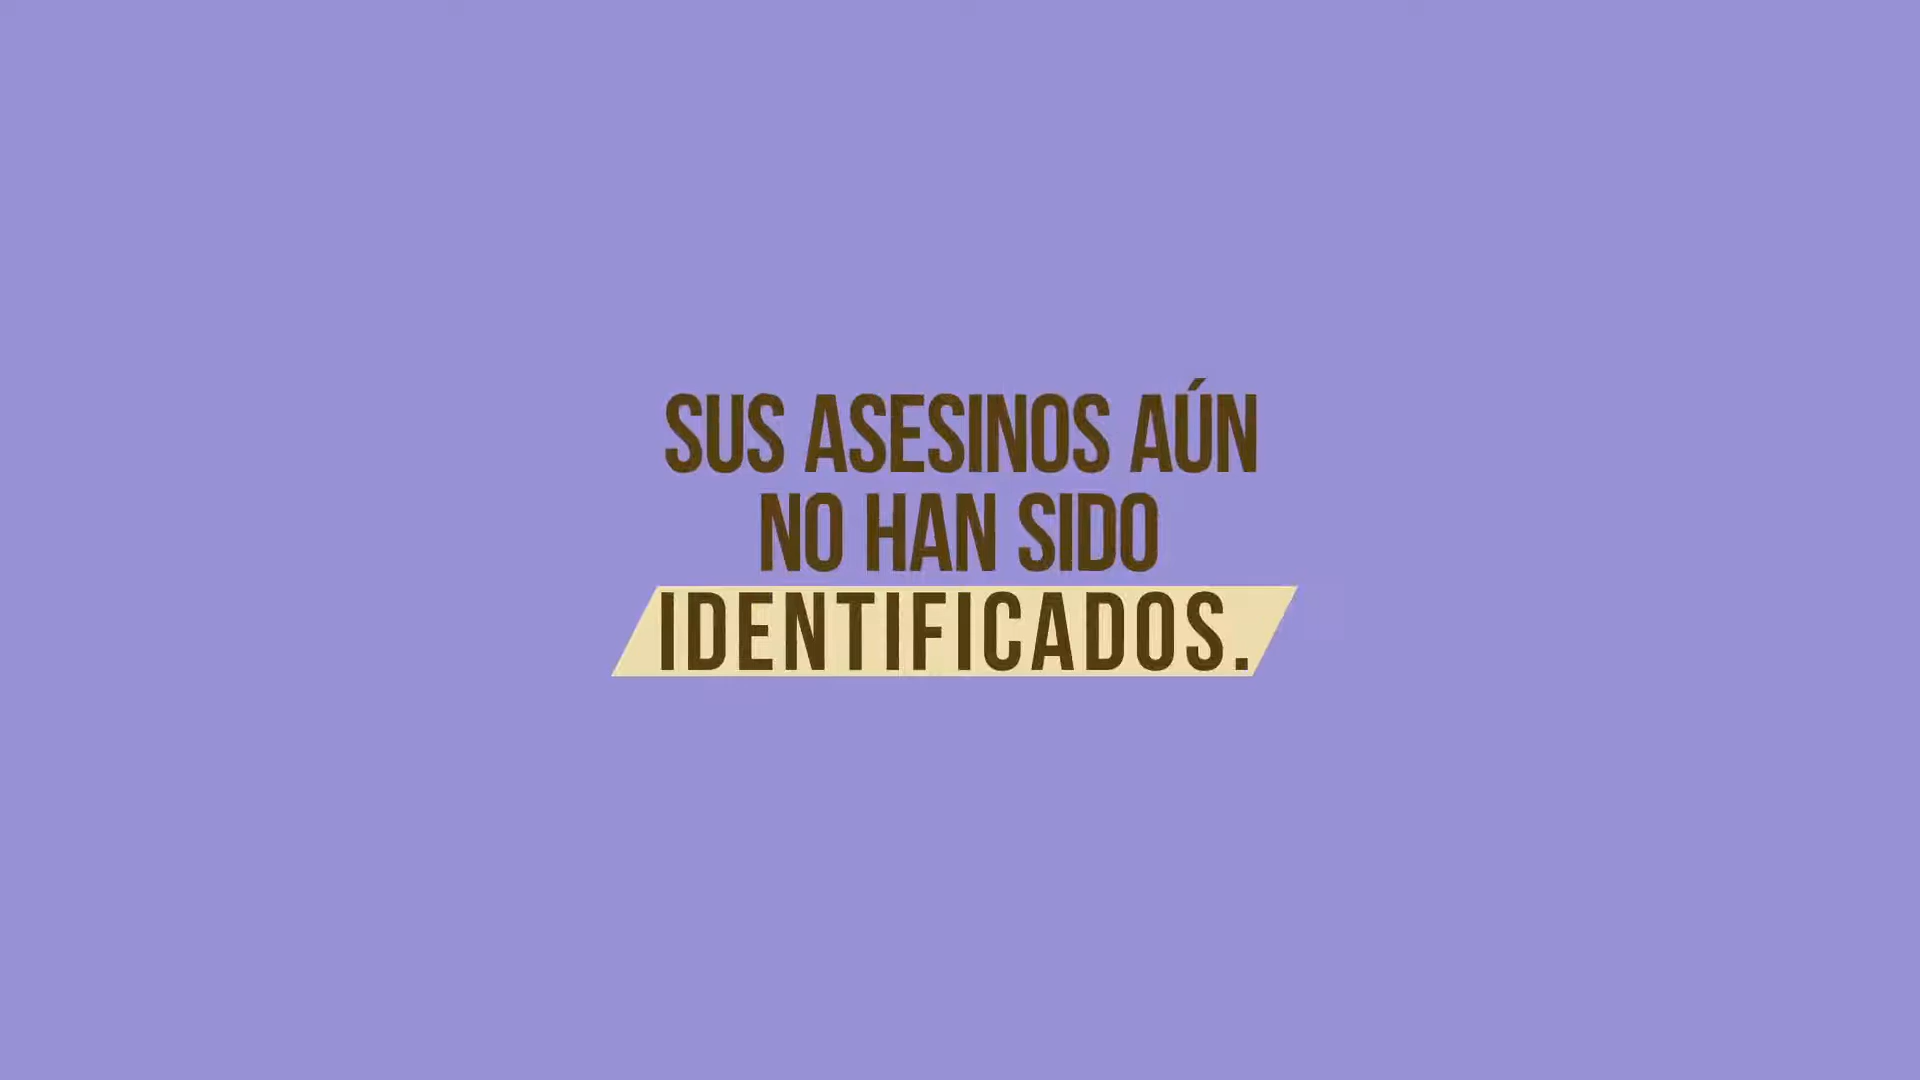 SUS ASESINOS AÚN
NO HAN SIDO
IDENTIFICADOS.